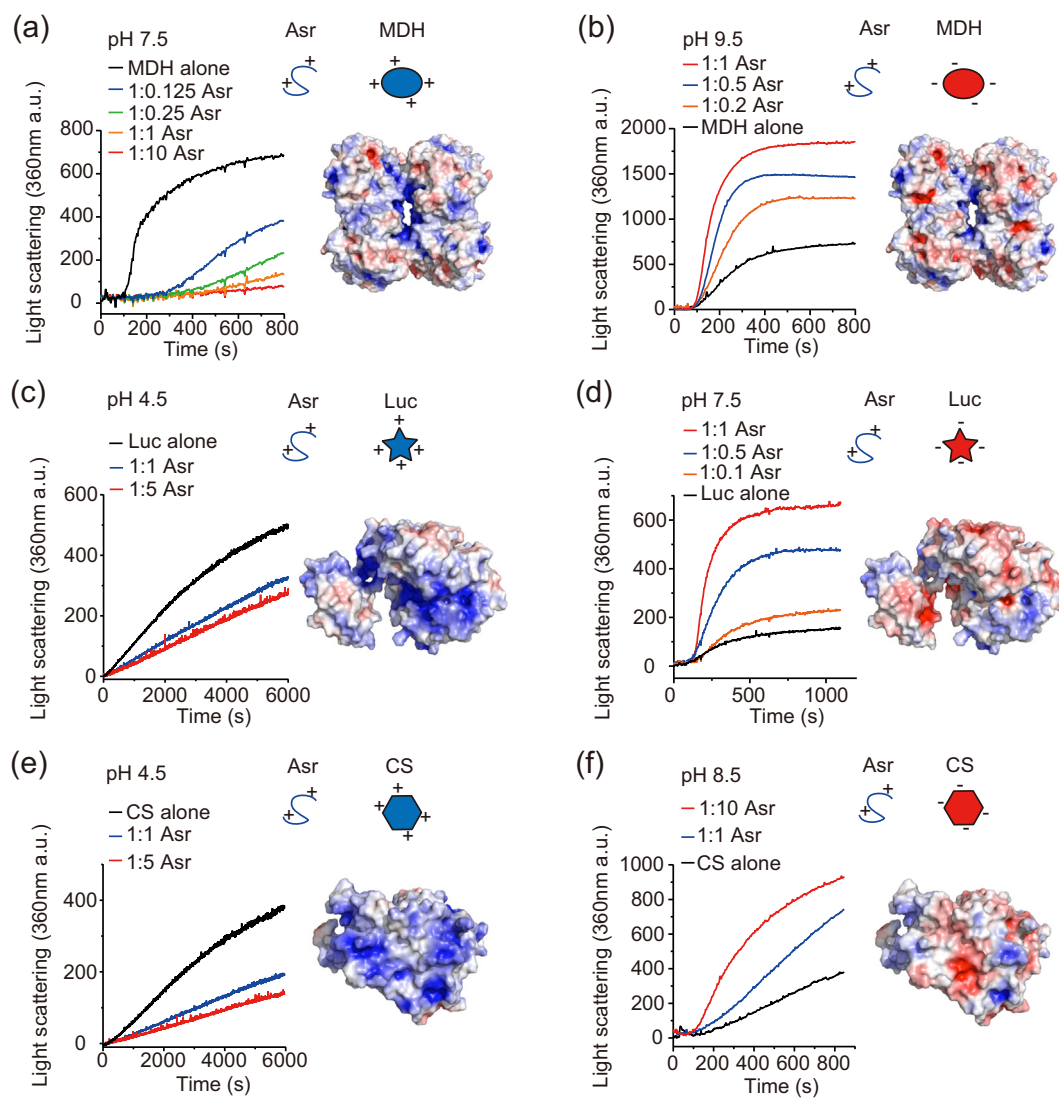 (a)
pH 7.5
Asr
MDH
MDH alone
1:0.125 Asr
1:0.25 Asr
1:1 Asr
1:10 Asr
+
+
+
+
+
+
Light scattering (360nm a.u.)
800
600
400
200
0
0 200 400 600 800
Time (s)
(b)
pH 9.5
Asr
MDH
1:1 Asr
1:0.5 Asr
1:0.2 Asr
MDH alone
+
+
-
-
-
-
Light scattering (360nm a.u.)
2000
1500
1000
500
0
0 200 400 600 800
Time (s)
(c)
pH 4.5
Asr
Luc
Luc alone
1:1 Asr
1:5 Asr
+
+
+
+
+
+
Light scattering (360nm a.u.)
600
400
200
0
0 2000 4000 6000
Time (s)
(d)
pH 7.5
Asr
Luc
1:1 Asr
1:0.5 Asr
1:0.1 Asr
Luc alone
+
+
-
-
-
-
Light scattering (360nm a.u.)
600
400
200
0
0 500 1000
Time (s)
(e)
pH 4.5
Asr
CS
CS alone
1:1 Asr
1:5 Asr
+
+
+
+
+
+
Light scattering (360nm a.u.)
400
200
0
0 2000 4000 6000
Time (s)
(f)
pH 8.5
Asr
CS
1:10 Asr
1:1 Asr
CS alone
+
+
-
-
-
-
Light scattering (360nm a.u.)
1000
800
600
400
200
0
0 200 400 600 800
Time (s)